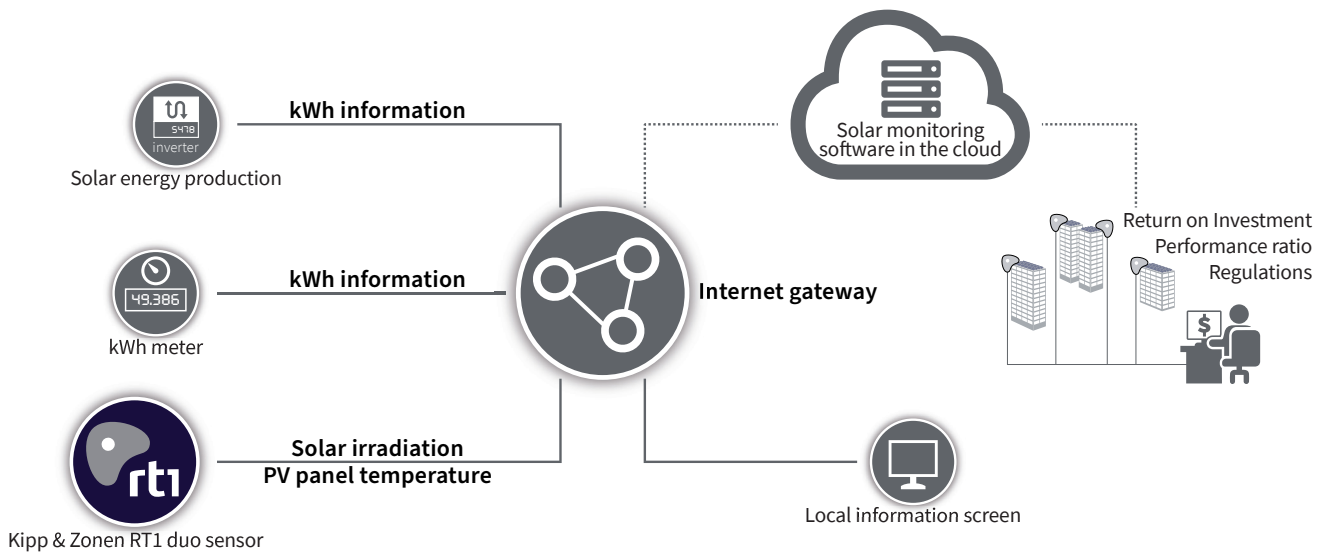 kWh information
5478
inverter
Solar energy production
kWh information
49.386
kWh meter
Solar irradiation
PV panel temperature
rt1
Kipp & Zonen RT1 duo sensor
Internet gateway
Solar monitoring
software in the cloud
Return on Investment
Performance ratio
Regulations
$
Local information screen